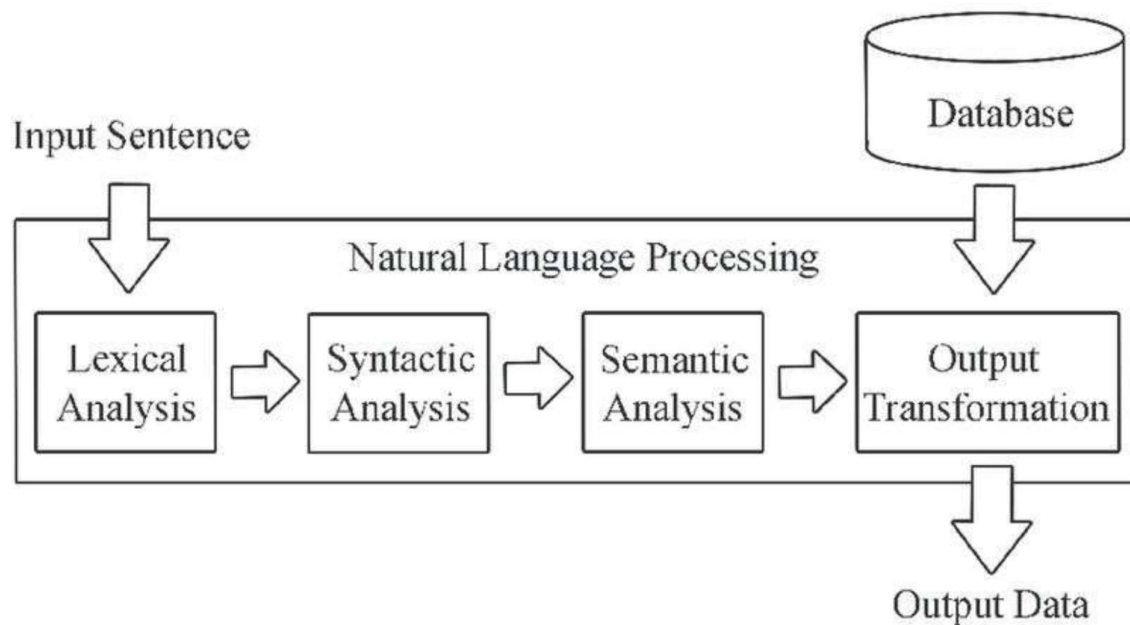 Database
Input Sentence
Natural Language Processing
Lexical
Analysis
Syntactic
Analysis
Semantic
Analysis
Output
Transformation
Output Data